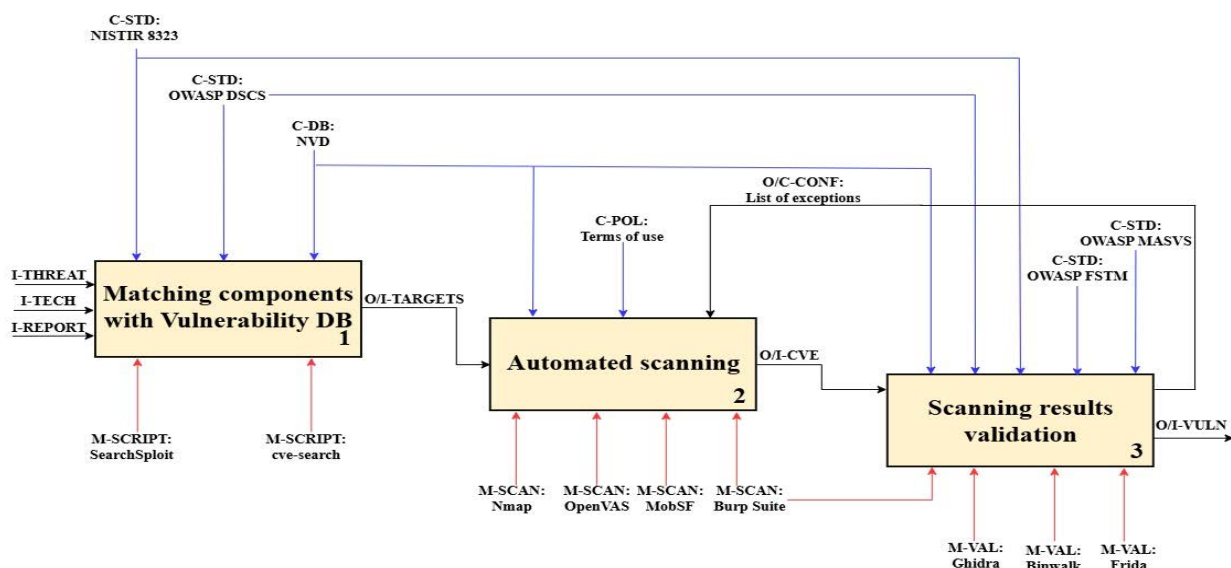 C-STD:
NISTIR 8323
C-STD:
OWASP DSCS
C-DB:
NVD
O/C-CONF:
List of exceptions
C-POL:
Terms of use
C-STD:
OWASP MASVS
C-STD:
OWASP FSTM
I-THREAT
I-TECH
I-REPORT
Matching components
with Vulnerability DB
1
O/I-TARGETS
Automated scanning
2
O/I-CVE
Scanning results
validation
3
O/I-VULN
M-SCRIPT:
SearchSploit
M-SCRIPT:
cve-search
M-SCAN:
Nmap
M-SCAN:
OpenVAS
M-SCAN:
MobSF
M-SCAN:
Burp Suite
M-VAL:
Ghidra
M-VAL:
Binwalk
M-VAL:
Frida